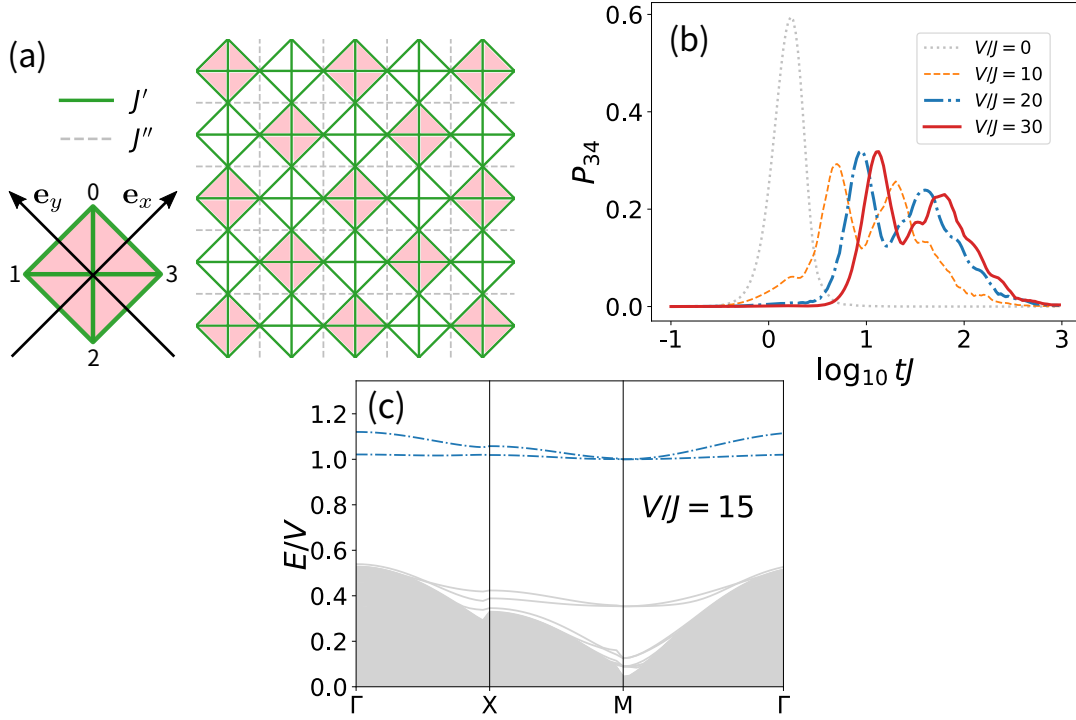 (a)
J′
J″
e_y
0
e_x
1
3
2
(b)
0.6
0.4
0.2
0.0
P_34
V/J = 0
V/J = 10
V/J = 20
V/J = 30
-1
0
1
2
3
log_10 tJ
(c)
1.2
1.0
0.8
0.6
0.4
0.2
0.0
E/V
V/J = 15
Γ
X
M
Γ